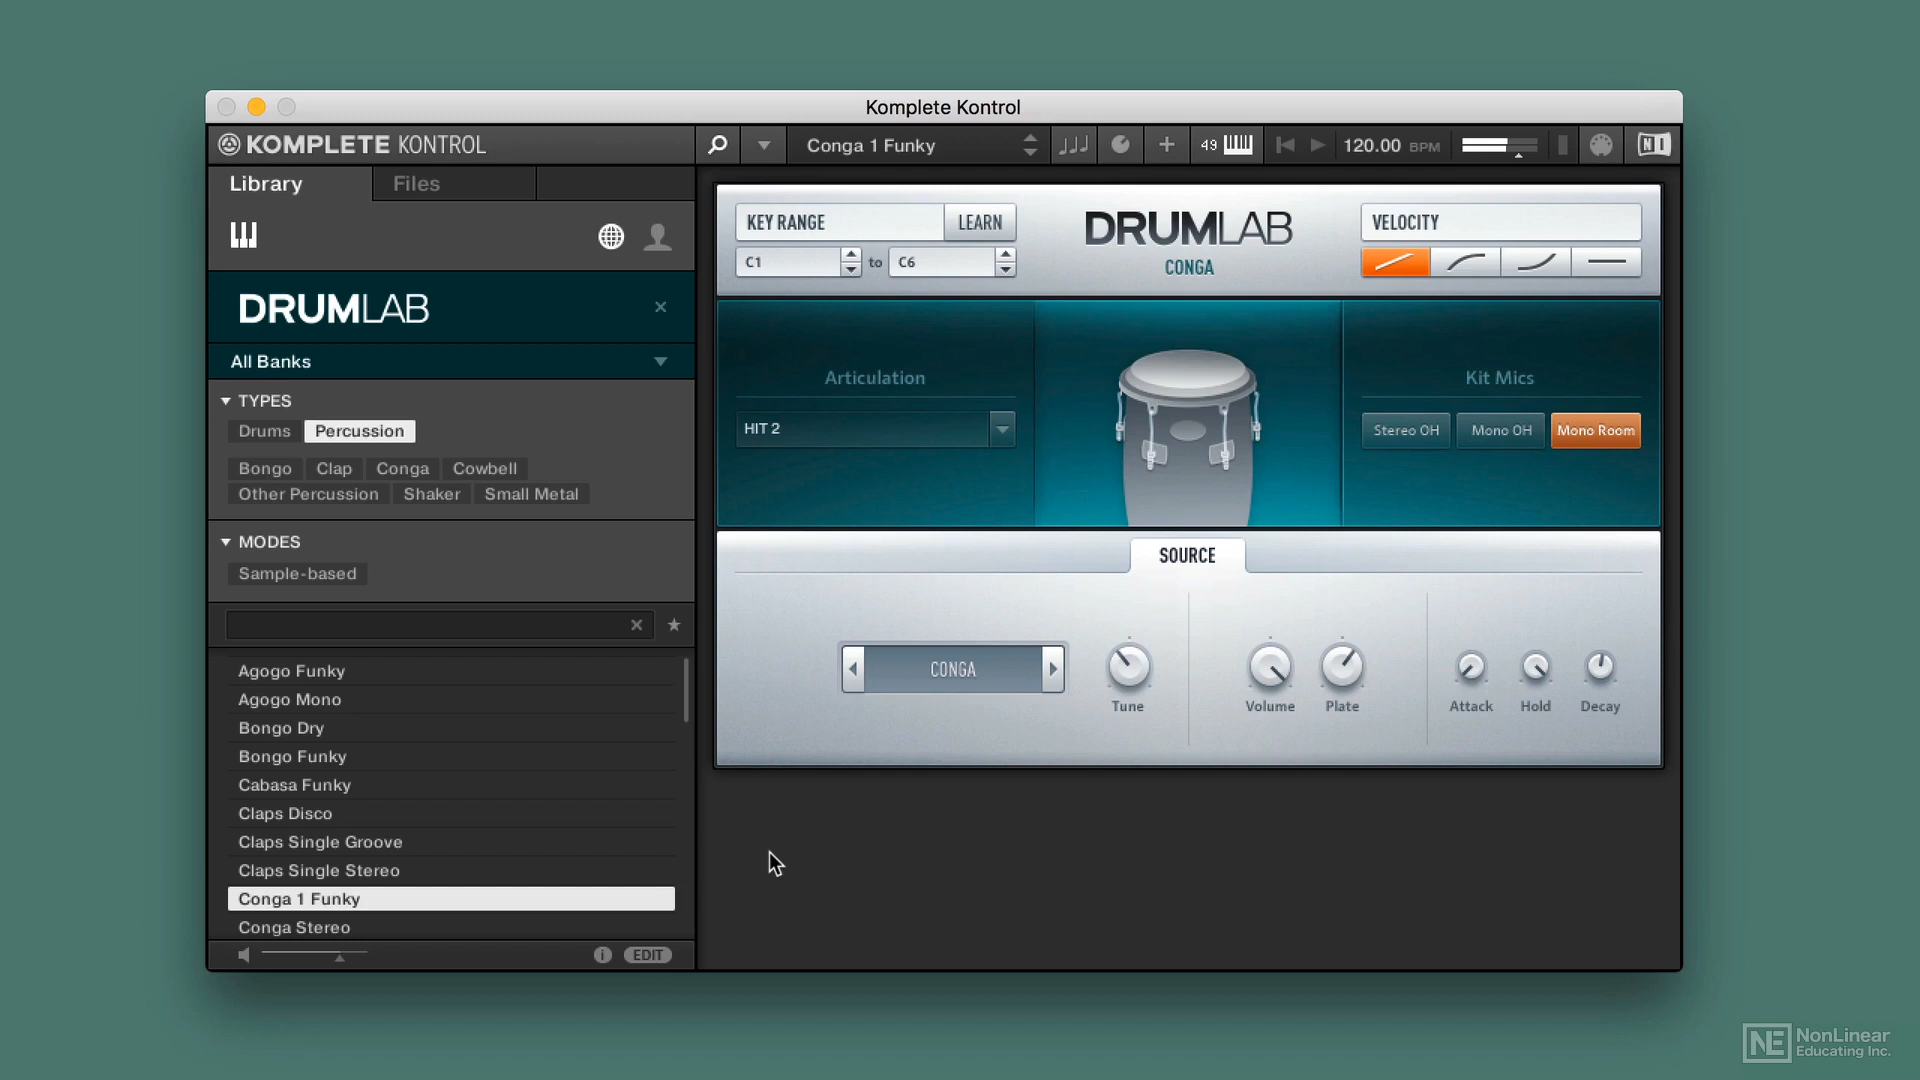 Komplete Kontrol
KOMPLETE KONTROL
Conga 1 Funky
49
120.00 BPM
NI
Library
Files
DRUMLAB
All Banks
TYPES
Drums Percussion
Bongo Clap Conga Cowbell
Other Percussion Shaker Small Metal
MODES
Sample-based
Agogo Funky
Agogo Mono
Bongo Dry
Bongo Funky
Cabasa Funky
Claps Disco
Claps Single Groove
Claps Single Stereo
Conga 1 Funky
Conga Stereo
EDIT
KEY RANGE LEARN
C1 to C6
DRUMLAB
CONGA
VELOCITY
Articulation
HIT 2
Kit Mics
Stereo OH Mono OH Mono Room
SOURCE
CONGA
Tune
Volume
Plate
Attack
Hold
Decay
NE NonLinear
Educating Inc.